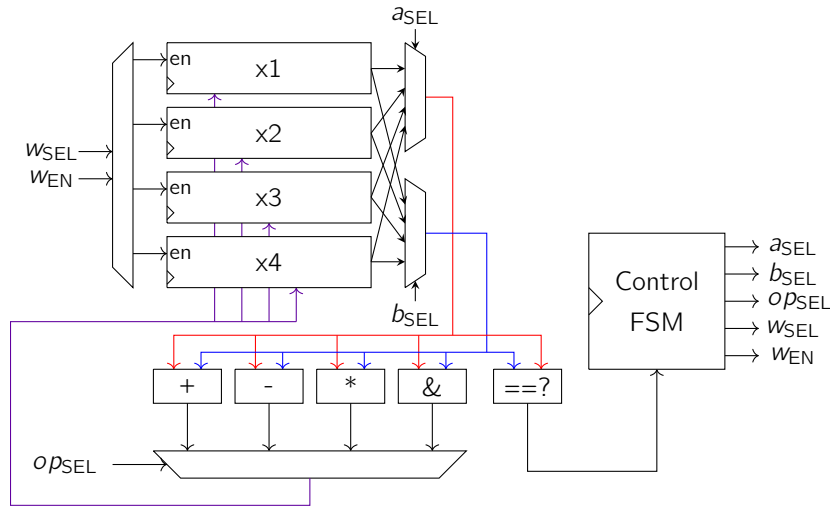 a_SEL
en
x1
en
x2
w_SEL
w_EN
en
x3
en
x4
b_SEL
Control
FSM
a_SEL
b_SEL
op_SEL
w_SEL
w_EN
+
-
*
&
==?
op_SEL